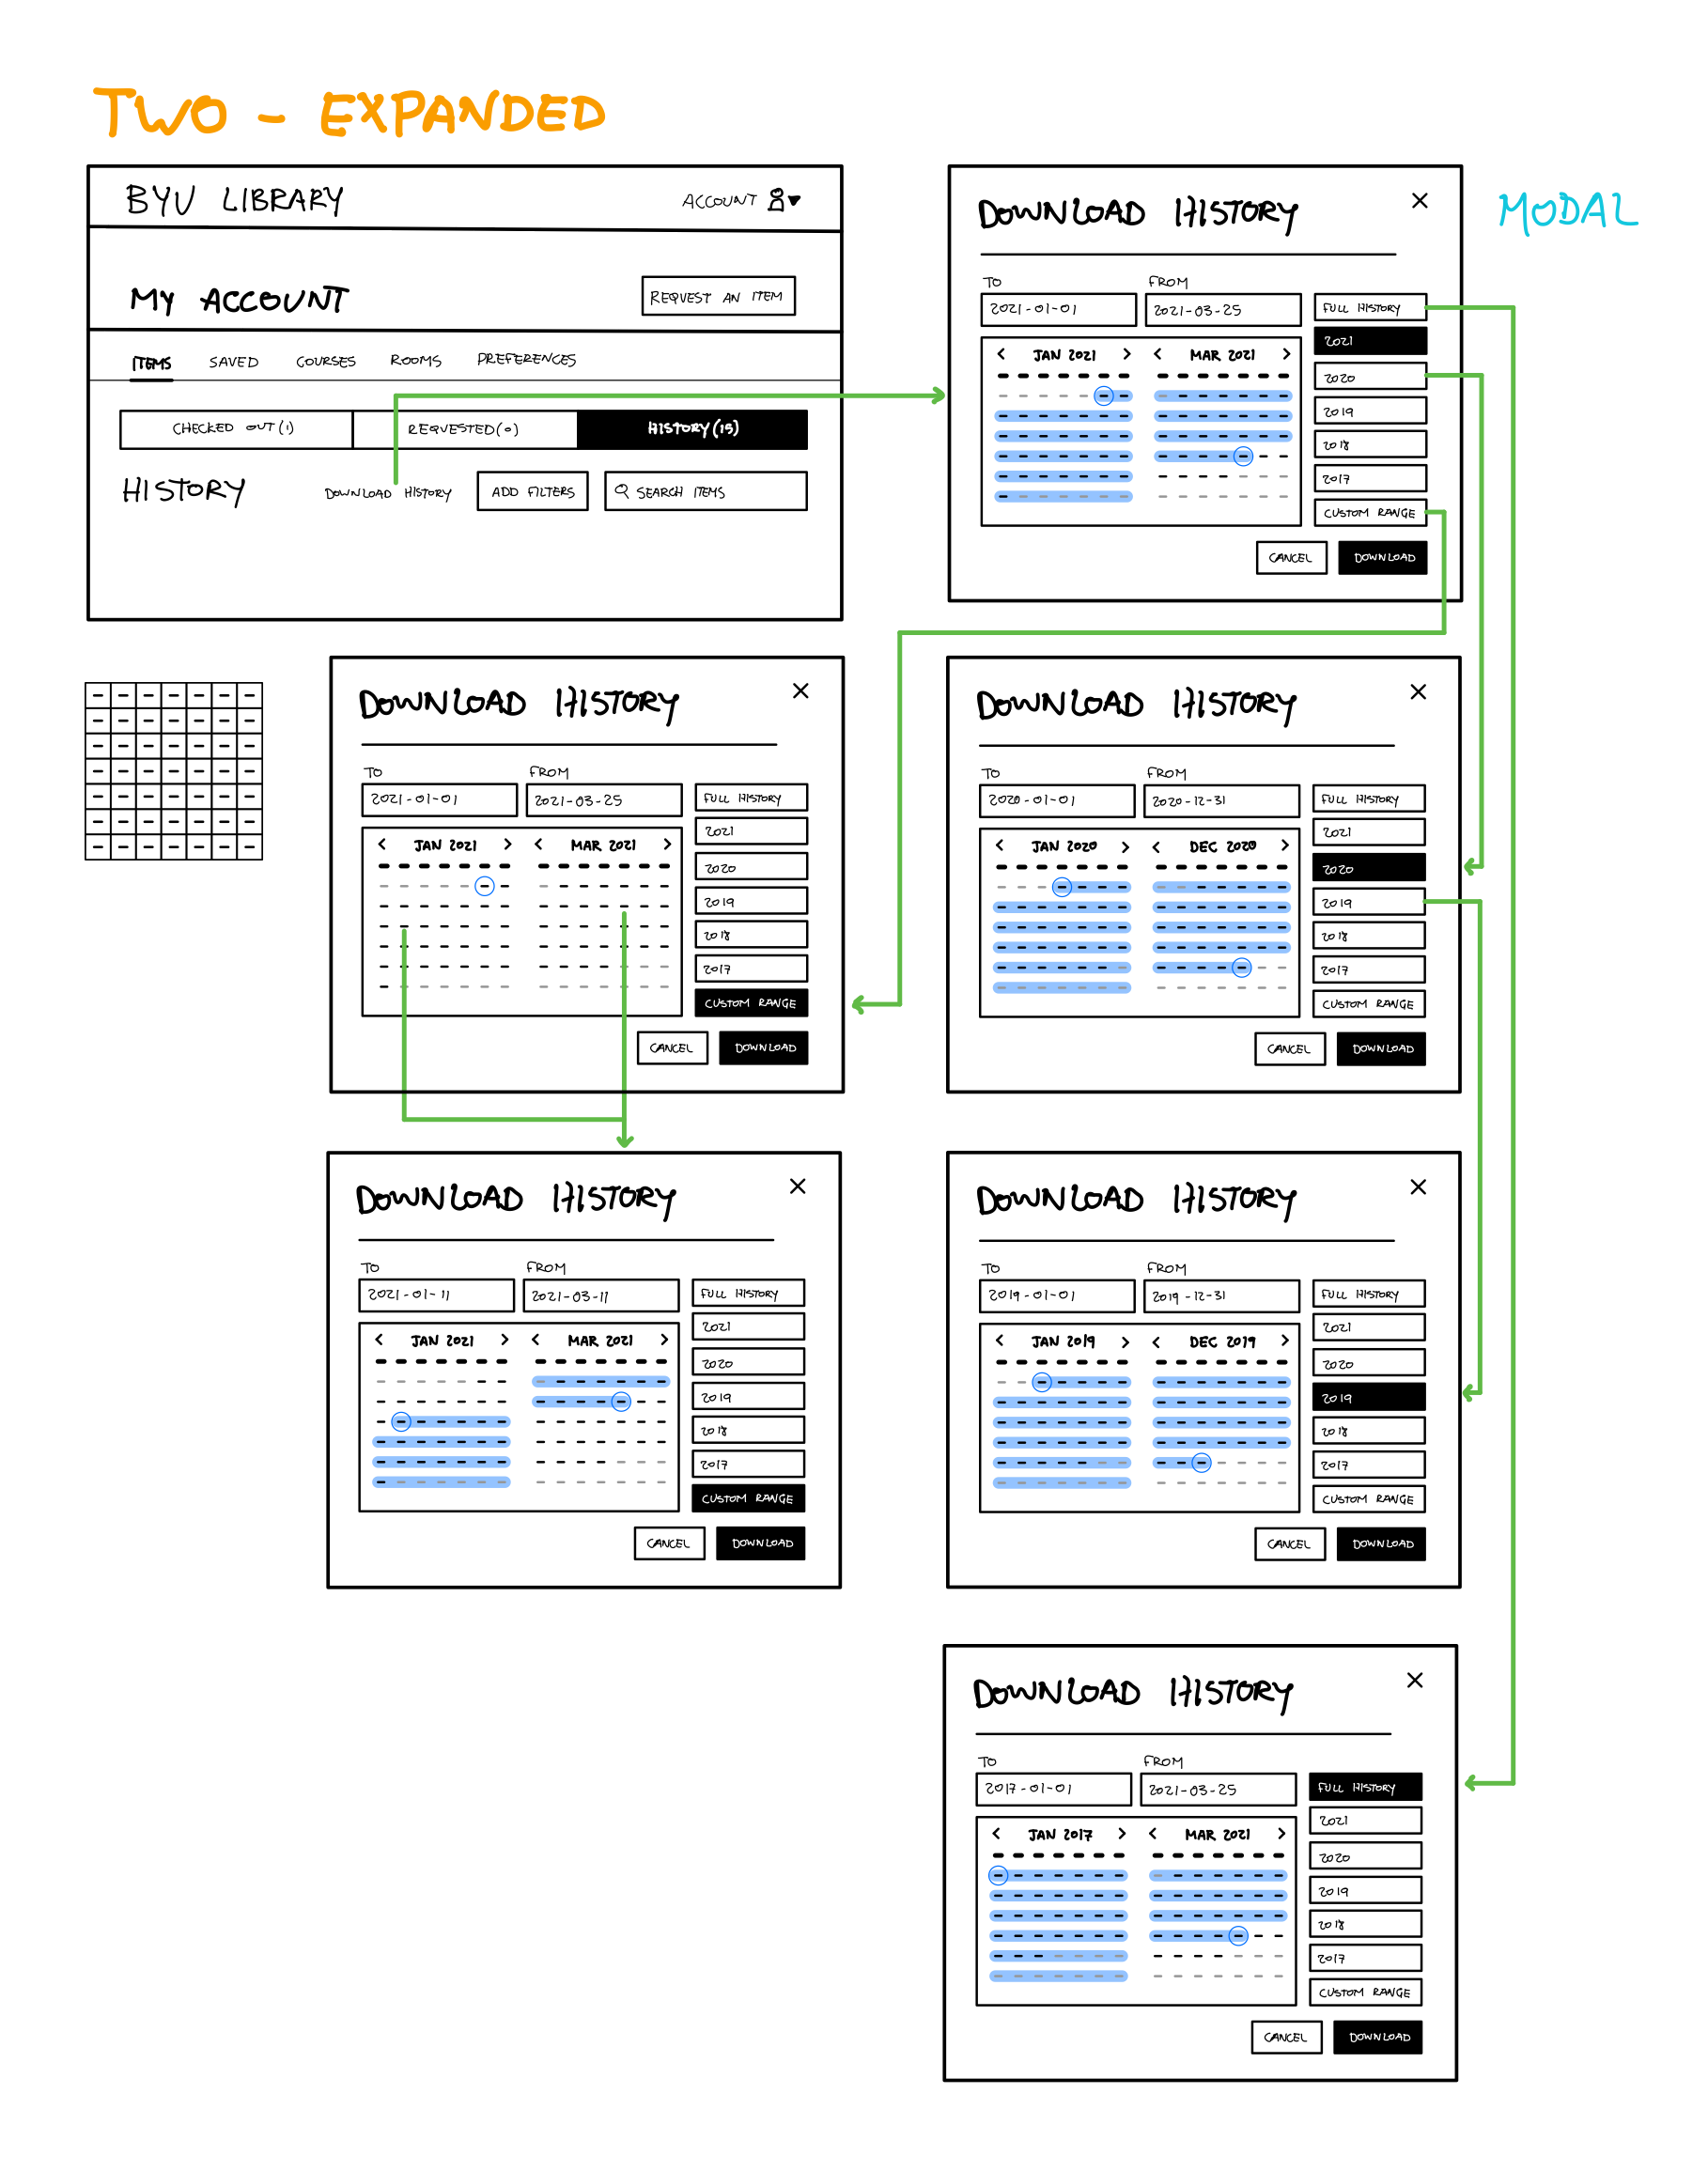 TWO - EXPANDED
BYU LIBRARY
ACCOUNT
MY ACCOUNT
REQUEST AN ITEM
ITEMS SAVED COURSES ROOMS PREFERENCES
CHECKED OUT (1) REQUESTED (0) HISTORY (15)
HISTORY DOWNLOAD HISTORY ADD FILTERS SEARCH ITEMS
MODAL
DOWNLOAD HISTORY
TO FROM
2021-01-01 2021-03-25 FULL HISTORY
JAN 2021 MAR 2021 2021
2020
2019
2018
2017
CUSTOM RANGE
CANCEL DOWNLOAD
DOWNLOAD HISTORY
TO FROM
2021-01-01 2021-03-25 FULL HISTORY
JAN 2021 MAR 2021 2021
2020
2019
2018
2017
CUSTOM RANGE
CANCEL DOWNLOAD
DOWNLOAD HISTORY
TO FROM
2020-01-01 2020-12-31 FULL HISTORY
JAN 2020 DEC 2020 2021
2020
2019
2018
2017
CUSTOM RANGE
CANCEL DOWNLOAD
DOWNLOAD HISTORY
TO FROM
2021-01-11 2021-03-11 FULL HISTORY
JAN 2021 MAR 2021 2021
2020
2019
2018
2017
CUSTOM RANGE
CANCEL DOWNLOAD
DOWNLOAD HISTORY
TO FROM
2019-01-01 2019-12-31 FULL HISTORY
JAN 2019 DEC 2019 2021
2020
2019
2018
2017
CUSTOM RANGE
CANCEL DOWNLOAD
DOWNLOAD HISTORY
TO FROM
2017-01-01 2021-03-25 FULL HISTORY
JAN 2017 MAR 2021 2021
2020
2019
2018
2017
CUSTOM RANGE
CANCEL DOWNLOAD